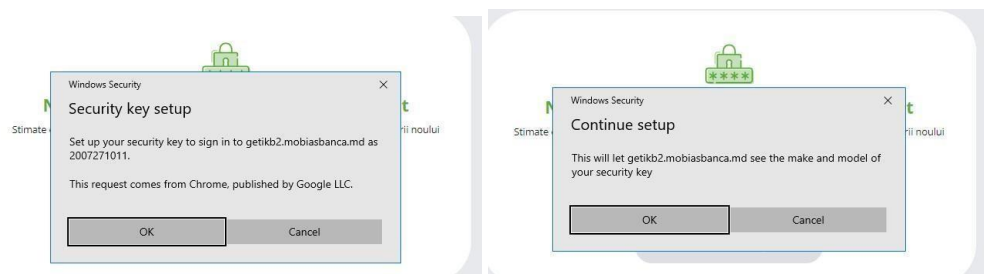 Windows Security
Security key setup
Set up your security key to sign in to getikb2.mobiasbanca.md as
2007271011.
This request comes from Chrome, published by Google LLC.
OK
Cancel
N
t
Stimate
rii noului
****
Windows Security
Continue setup
This will let getikb2.mobiasbanca.md see the make and model of
your security key
OK
Cancel
N
t
Stimate
rii noului